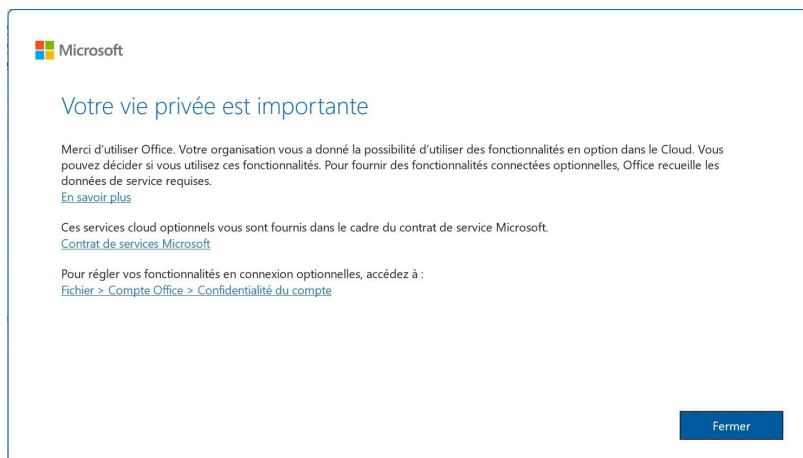 Microsoft
Votre vie privée est importante
Merci d'utiliser Office. Votre organisation vous a donné la possibilité d'utiliser des fonctionnalités en option dans le Cloud. Vous
pouvez décider si vous utilisez ces fonctionnalités. Pour fournir des fonctionnalités connectées optionnelles, Office recueille les
données de service requises.
En savoir plus
Ces services cloud optionnels vous sont fournis dans le cadre du contrat de service Microsoft.
Contrat de services Microsoft
Pour régler vos fonctionnalités en connexion optionnelles, accédez à :
Fichier > Compte Office > Confidentialité du compte
Fermer